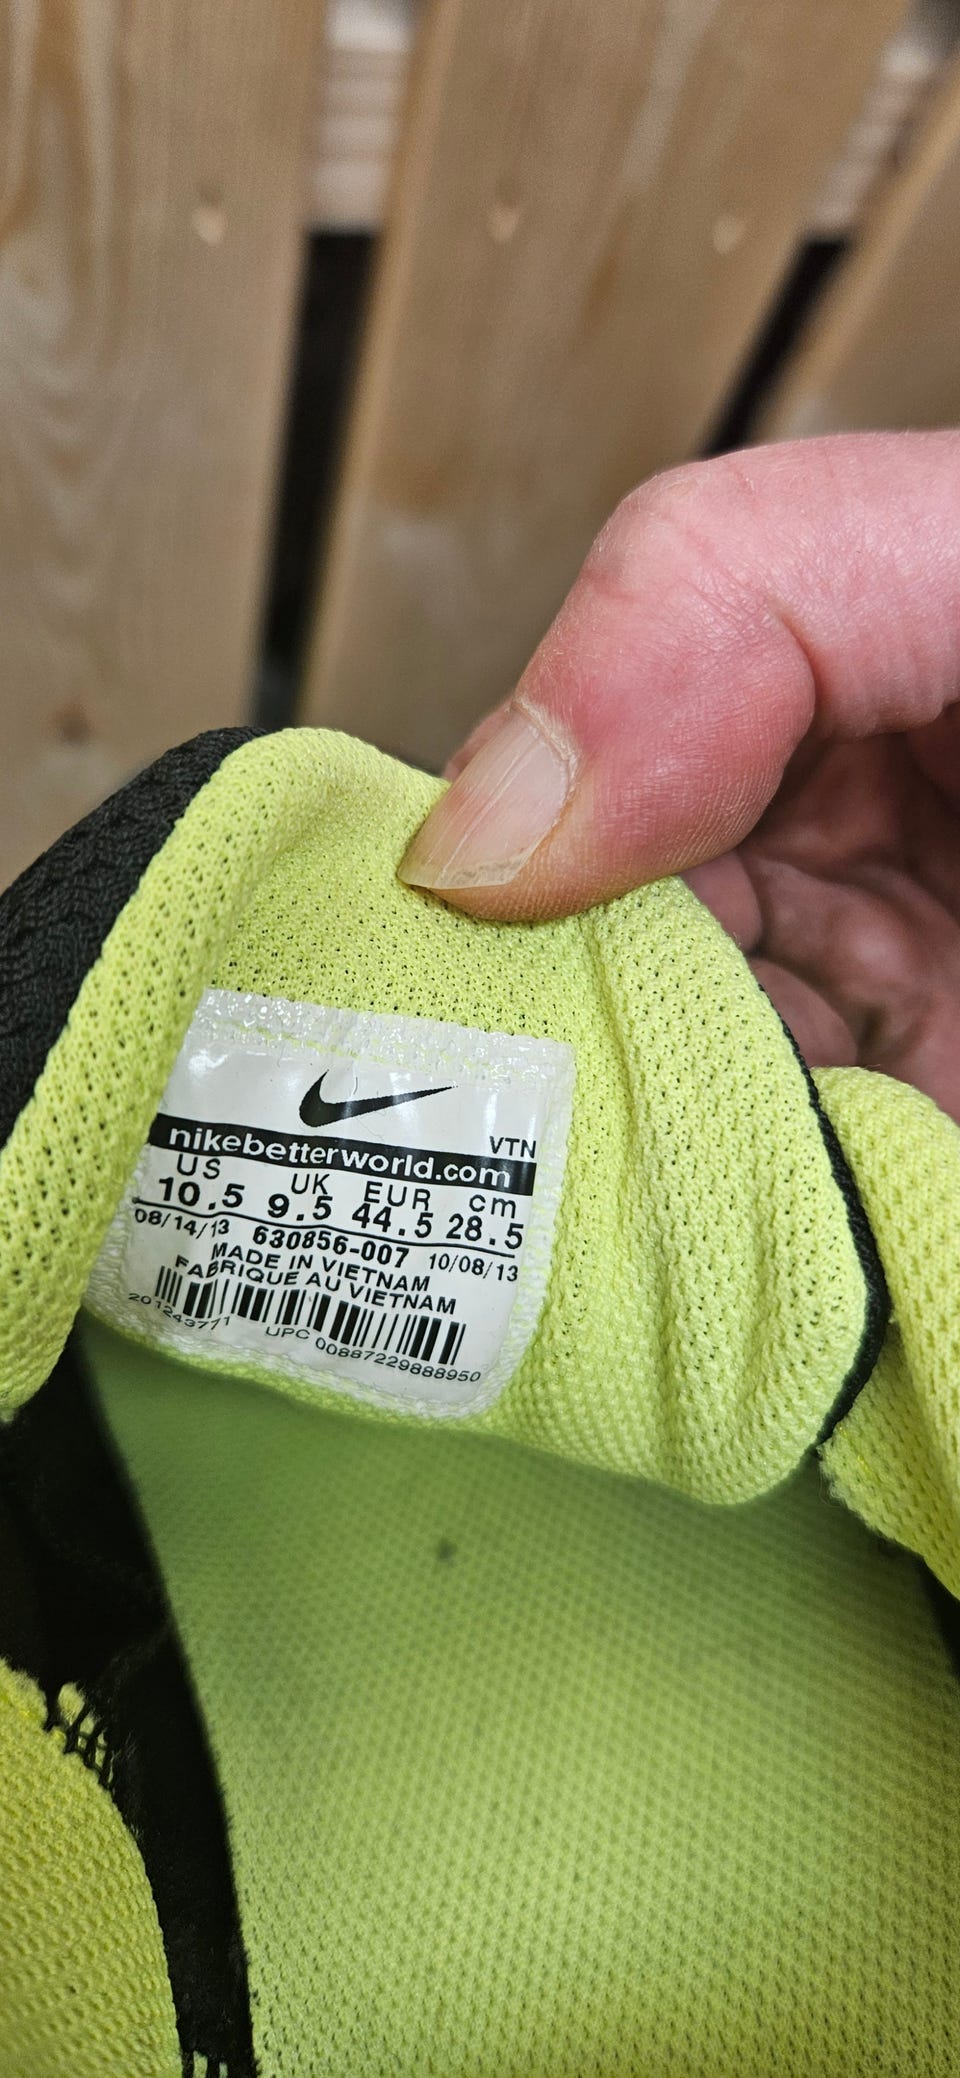 VTN
nikebetterworld.com
US UK EUR cm
10.5 9.5 44.5 28.5
08/14/13 630856-007 10/08/13
MADE IN VIETNAM
FABRIQUE AU VIETNAM
201243771 UPC 00887229888950